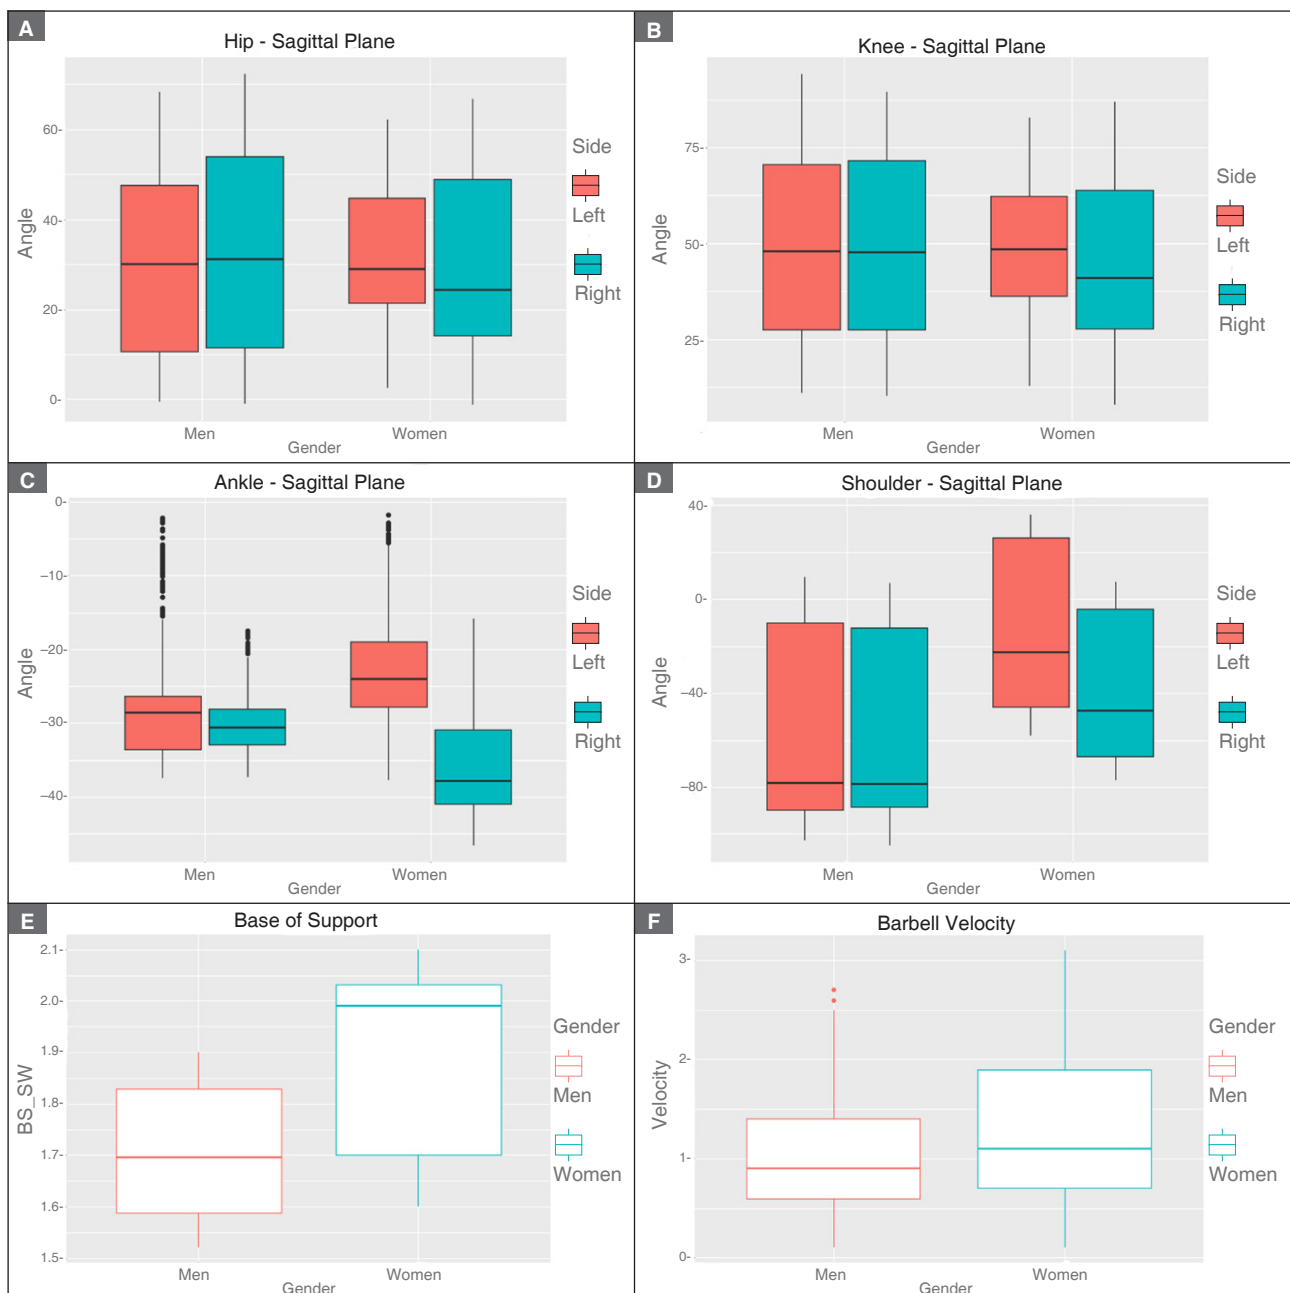 A
Hip - Sagittal Plane
60-
40-
20-
0-
Angle
Men
Women
Gender
Side
Left
Right
B
Knee - Sagittal Plane
75-
50-
25-
Angle
Men
Women
Gender
Side
Left
Right
C
Ankle - Sagittal Plane
0-
−10-
−20-
−30-
−40-
Angle
Men
Women
Gender
Side
Left
Right
D
Shoulder - Sagittal Plane
40-
0-
−40-
−80-
Angle
Men
Women
Gender
Side
Left
Right
E
Base of Support
2.1-
2.0-
1.9-
1.8-
1.7-
1.6-
1.5-
BS_SW
Men
Women
Gender
Gender
Men
Women
F
Barbell Velocity
3-
2-
1-
0-
Velocity
Men
Women
Gender
Gender
Men
Women